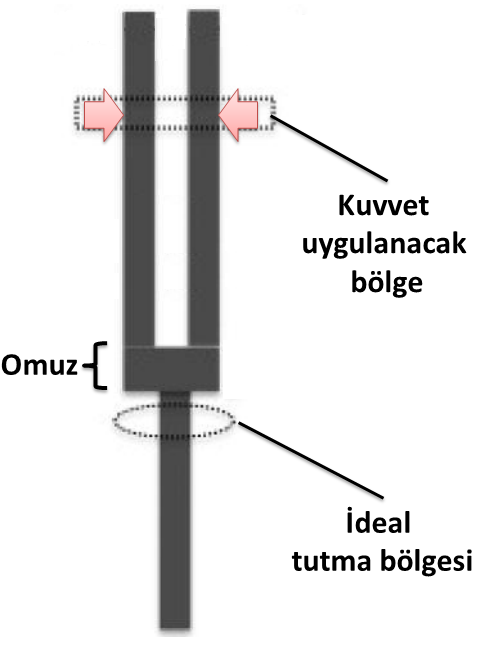 Kuvvet
uygulanacak
bölge
Omuz
İdeal
tutma bölgesi